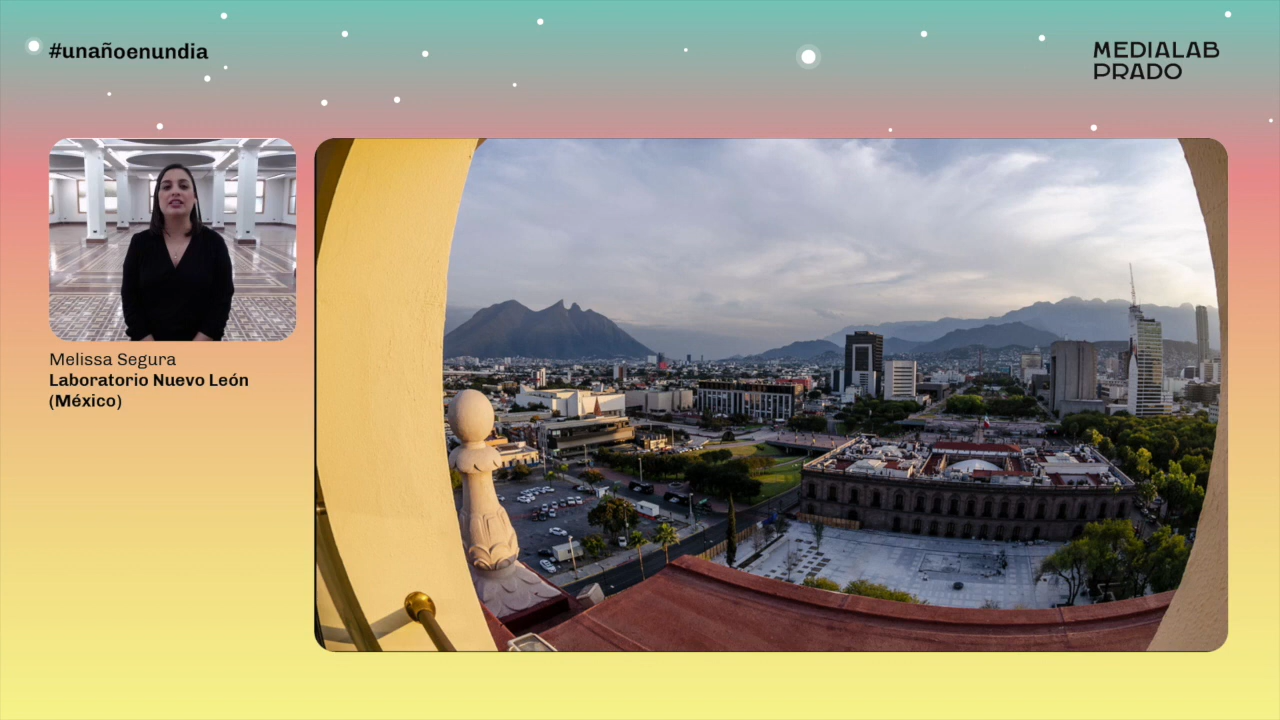 #unañoenundia
MEDIALAB
PRADO
Melissa Segura
Laboratorio Nuevo León
(México)